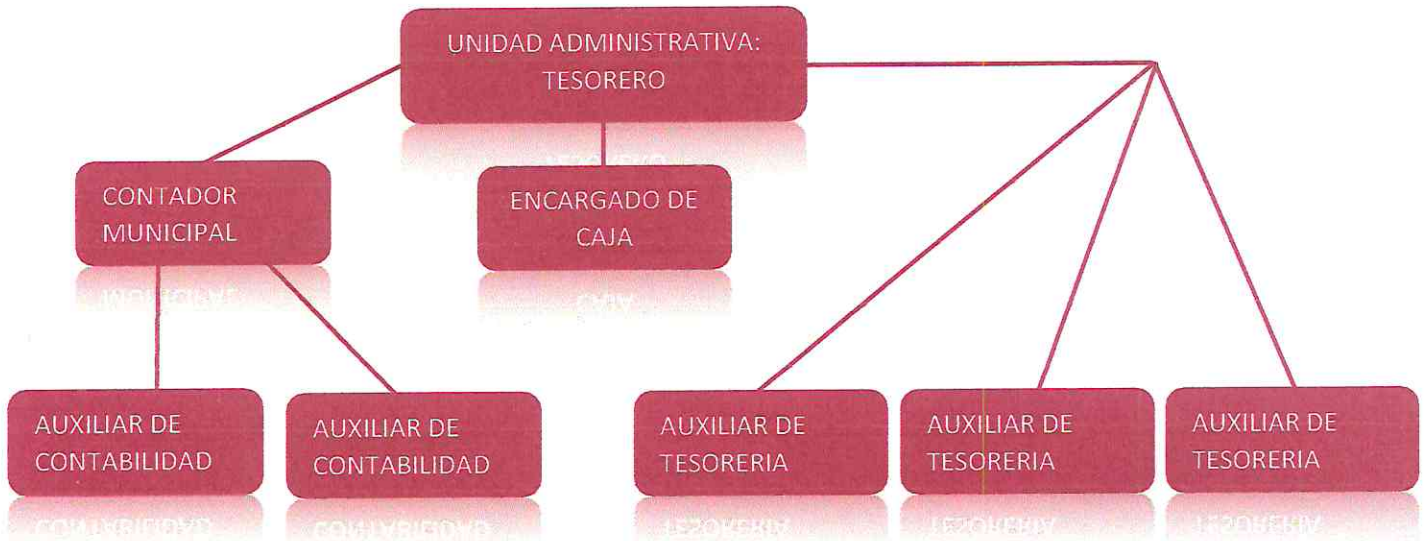 UNIDAD ADMINISTRATIVA:
TESORERO
CONTADOR
MUNICIPAL
ENCARGADO DE
CAJA
AUXILIAR DE
CONTABILIDAD
AUXILIAR DE
CONTABILIDAD
AUXILIAR DE
TESORERIA
AUXILIAR DE
TESORERIA
AUXILIAR DE
TESORERIA